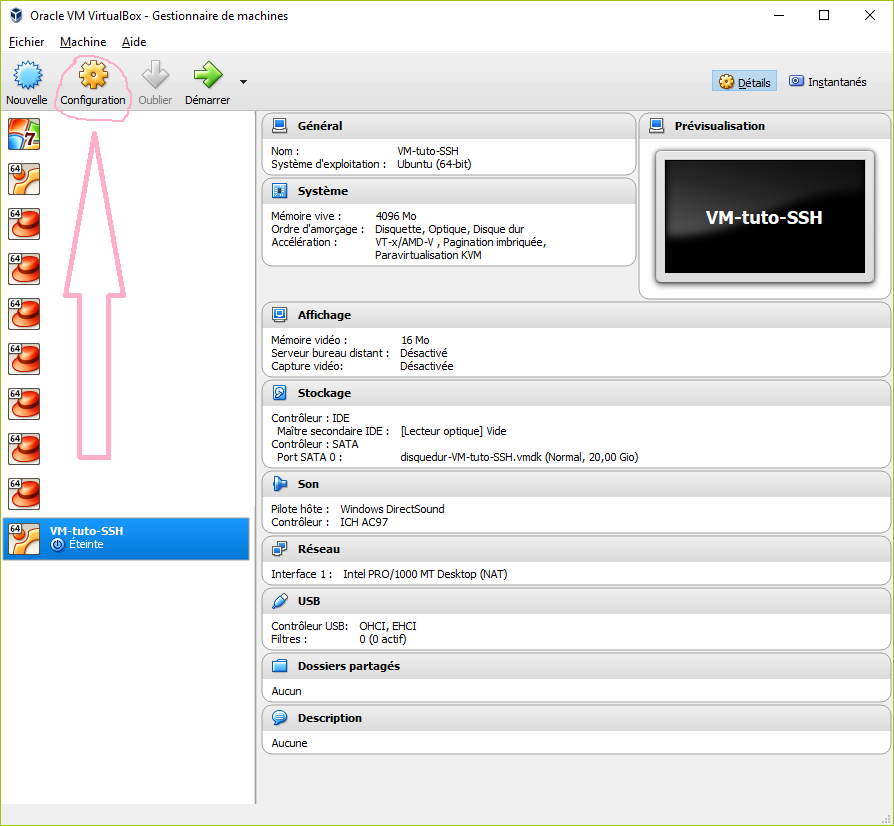 Oracle VM VirtualBox - Gestionnaire de machines
Fichier Machine Aide
Nouvelle Configuration Oublier Démarrer Détails Instantanés
7
64
64
64
64
64
64
64
64
64 VM-tuto-SSH
Éteinte
Général
Nom : VM-tuto-SSH
Système d'exploitation : Ubuntu (64-bit)
Prévisualisation
VM-tuto-SSH
Système
Mémoire vive : 4096 Mo
Ordre d'amorçage : Disquette, Optique, Disque dur
Accélération : VT-x/AMD-V , Pagination imbriquée,
Paravirtualisation KVM
Affichage
Mémoire vidéo : 16 Mo
Serveur bureau distant : Désactivé
Capture vidéo: Désactivée
Stockage
Contrôleur : IDE
Maître secondaire IDE : [Lecteur optique] Vide
Contrôleur : SATA
Port SATA 0 : disquedur-VM-tuto-SSH.vmdk (Normal, 20,00 Gio)
Son
Pilote hôte : Windows DirectSound
Contrôleur : ICH AC97
Réseau
Interface 1 : Intel PRO/1000 MT Desktop (NAT)
USB
Contrôleur USB: OHCI, EHCI
Filtres : 0 (0 actif)
Dossiers partagés
Aucun
Description
Aucune